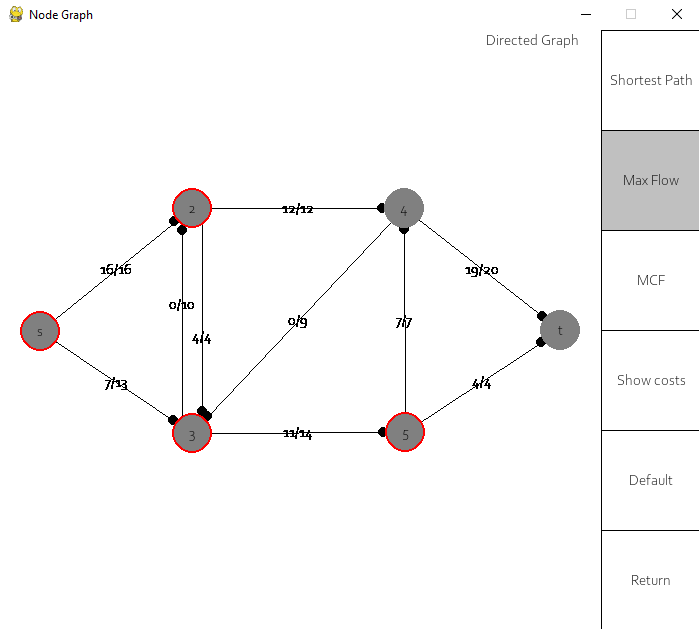 Node Graph
Directed Graph
Shortest Path
Max Flow
MCF
Show costs
Default
Return
2
12/12
4
16/16
19/20
0/10
0/9
7/7
4/4
s
t
7/13
4/4
3
11/14
5